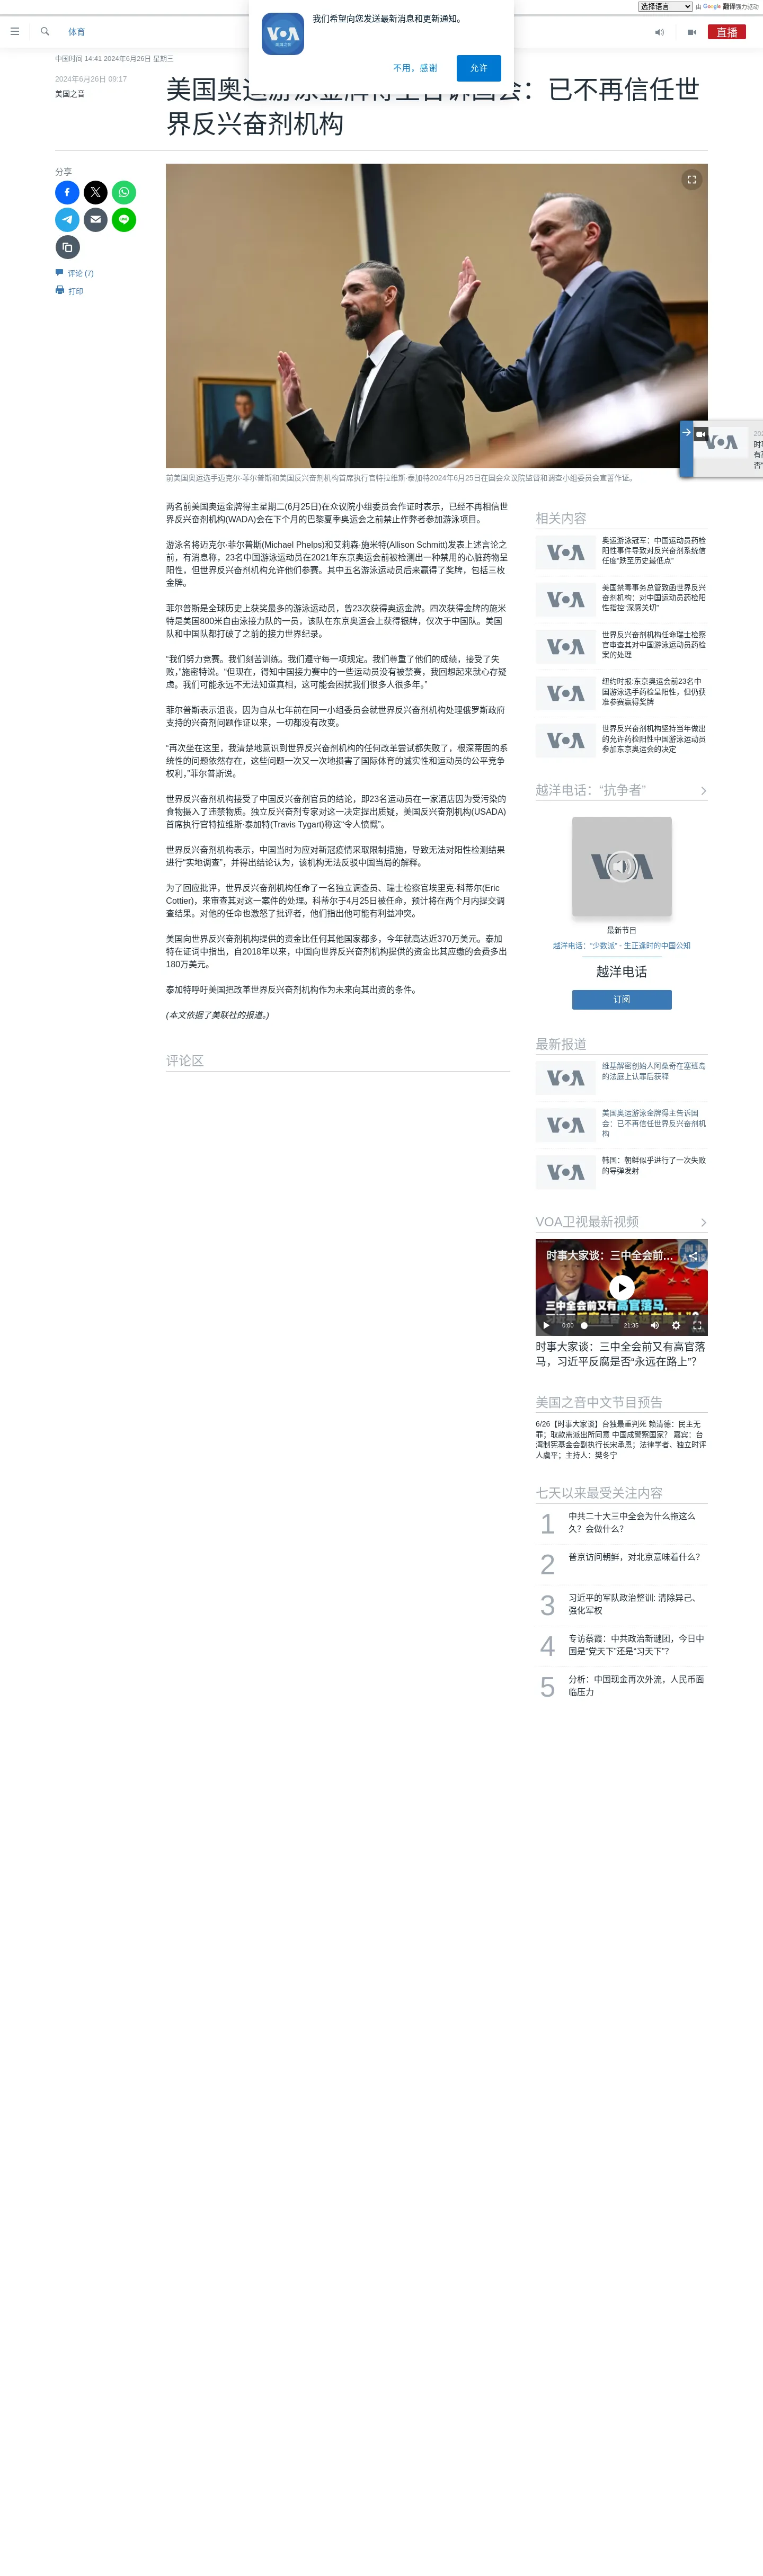 选择语言
由 Google 翻译强力驱动
我们希望向您发送最新消息和更新通知。
VOA
不用，感谢
允许
体育
直播
中国时间 14:41 2024年6月26日 星期三
2024年6月26日 09:17
美国之音
美国奥运游泳金牌得主告诉国会：已不再信任世
界反兴奋剂机构
分享
评论 (7)
打印
前美国奥运选手迈克尔·菲尔普斯和美国反兴奋剂机构首席执行官特拉维斯·泰加特2024年6月25日在国会众议院监督和调查小组委员会宣誓作证。
两名前美国奥运金牌得主星期二(6月25日)在众议院小组委员会作证时表示，已经不再相信世
界反兴奋剂机构(WADA)会在下个月的巴黎夏季奥运会之前禁止作弊者参加游泳项目。
游泳名将迈克尔·菲尔普斯(Michael Phelps)和艾莉森·施米特(Allison Schmitt)发表上述言论之
前，有消息称，23名中国游泳运动员在2021年东京奥运会前被检测出一种禁用的心脏药物呈
阳性，但世界反兴奋剂机构允许他们参赛。其中五名游泳运动员后来赢得了奖牌，包括三枚
金牌。
菲尔普斯是全球历史上获奖最多的游泳运动员，曾23次获得奥运金牌。四次获得金牌的施米
特是美国800米自由泳接力队的一员，该队在东京奥运会上获得银牌，仅次于中国队。美国
队和中国队都打破了之前的接力世界纪录。
“我们努力竞赛。我们刻苦训练。我们遵守每一项规定。我们尊重了他们的成绩，接受了失
败，”施密特说。“但现在，得知中国接力赛中的一些运动员没有被禁赛，我回想起来就心存疑
虑。我们可能永远不无法知道真相，这可能会困扰我们很多人很多年。”
菲尔普斯表示沮丧，因为自从七年前在同一小组委员会就世界反兴奋剂机构处理俄罗斯政府
支持的兴奋剂问题作证以来，一切都没有改变。
“再次坐在这里，我清楚地意识到世界反兴奋剂机构的任何改革尝试都失败了，根深蒂固的系
统性的问题依然存在，这些问题一次又一次地损害了国际体育的诚实性和运动员的公平竞争
权利，”菲尔普斯说。
世界反兴奋剂机构接受了中国反兴奋剂官员的结论，即23名运动员在一家酒店因为受污染的
食物摄入了违禁物质。独立反兴奋剂专家对这一决定提出质疑，美国反兴奋剂机构(USADA)
首席执行官特拉维斯·泰加特(Travis Tygart)称这“令人愤慨”。
世界反兴奋剂机构表示，中国当时为应对新冠疫情采取限制措施，导致无法对阳性检测结果
进行“实地调查”，并得出结论认为，该机构无法反驳中国当局的解释。
为了回应批评，世界反兴奋剂机构任命了一名独立调查员、瑞士检察官埃里克·科蒂尔(Eric
Cottier)，来审查其对这一案件的处理。科蒂尔于4月25日被任命，预计将在两个月内提交调
查结果。对他的任命也激怒了批评者，他们指出他可能有利益冲突。
美国向世界反兴奋剂机构提供的资金比任何其他国家都多，今年就高达近370万美元。泰加
特在证词中指出，自2018年以来，中国向世界反兴奋剂机构提供的资金比其应缴的会费多出
180万美元。
泰加特呼吁美国把改革世界反兴奋剂机构作为未来向其出资的条件。
(本文依据了美联社的报道。)
评论区
202
时事
有高
否“
相关内容
奥运游泳冠军：中国运动员药检
阳性事件导致对反兴奋剂系统信
任度“跌至历史最低点”
美国禁毒事务总管致函世界反兴
奋剂机构：对中国运动员药检阳
性指控“深感关切”
世界反兴奋剂机构任命瑞士检察
官审查其对中国游泳运动员药检
案的处理
纽约时报:东京奥运会前23名中
国游泳选手药检呈阳性，但仍获
准参赛赢得奖牌
世界反兴奋剂机构坚持当年做出
的允许药检阳性中国游泳运动员
参加东京奥运会的决定
越洋电话：“抗争者”
VOA
最新节目
越洋电话：“少数派” - 生正逢时的中国公知
越洋电话
订阅
最新报道
维基解密创始人阿桑奇在塞班岛
的法庭上认罪后获释
美国奥运游泳金牌得主告诉国
会：已不再信任世界反兴奋剂机
构
韩国：朝鲜似乎进行了一次失败
的导弹发射
VOA卫视最新视频
时事大家谈：三中全会前…
三中全会前又有高官落马，
习近平反腐是否“永远在路上”？
0:00
21:35
时事大家谈：三中全会前又有高官落
马，习近平反腐是否“永远在路上”？
美国之音中文节目预告
6/26【时事大家谈】台独最重判死 赖清德：民主无
罪；取款需派出所同意 中国成警察国家？ 嘉宾：台
湾制宪基金会副执行长宋承恩；法律学者、独立时评
人虞平；主持人：樊冬宁
七天以来最受关注内容
1 中共二十大三中全会为什么拖这么
久？会做什么？
2 普京访问朝鲜，对北京意味着什么？
3 习近平的军队政治整训: 清除异己、
强化军权
4 专访蔡霞：中共政治新谜团，今日中
国是“党天下”还是“习天下”？
5 分析：中国现金再次外流，人民币面
临压力